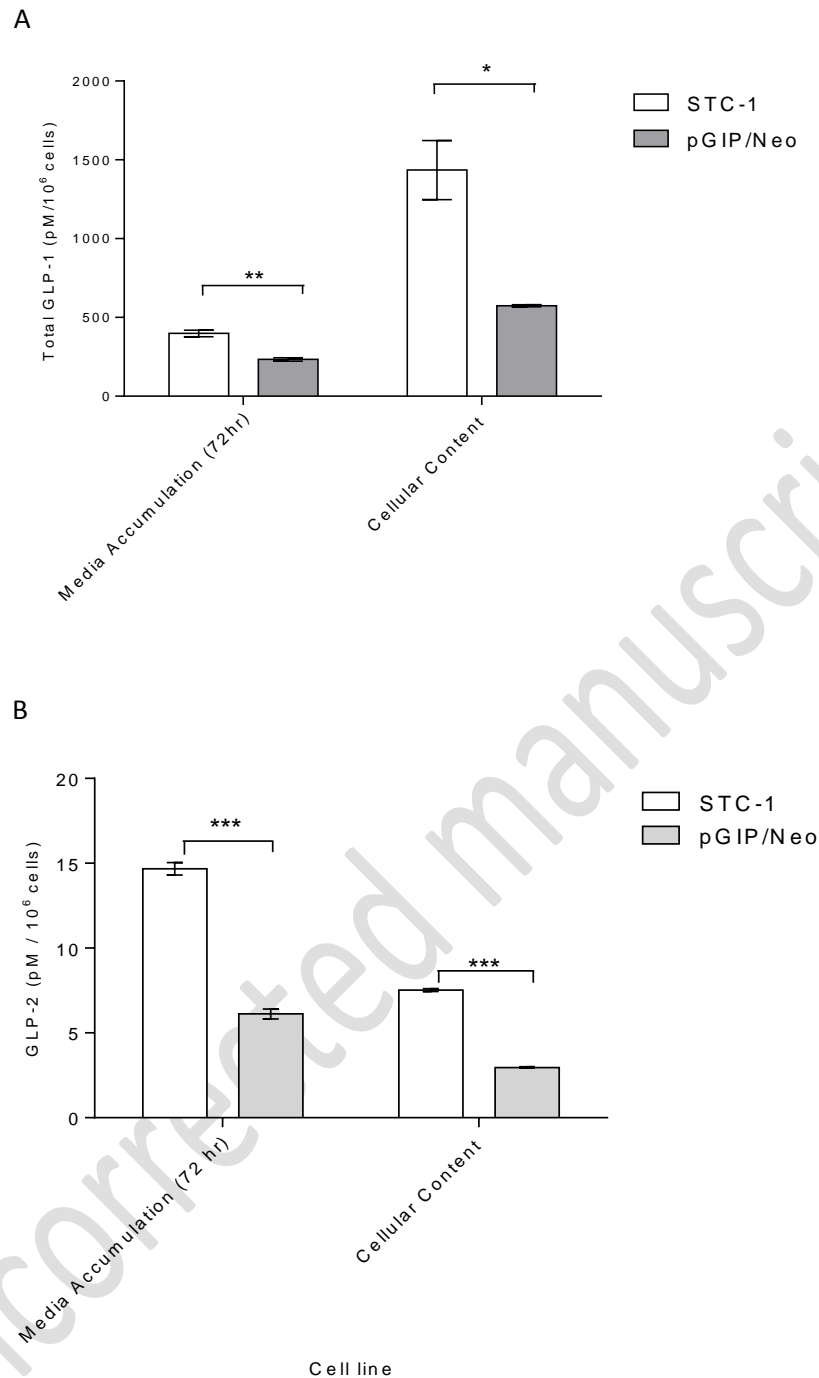 A
2000
1500
1000
500
0
Total GLP-1 (pM/10⁶ cells)
**
*
STC-1
pGIP/Neo
Media Accumulation (72hr)
Cellular Content
B
20
15
10
5
0
GLP-2 (pM / 10⁶ cells)
***
***
STC-1
pGIP/Neo
Media Accumulation (72 hr)
Cellular Content
Cell line
corrected manuscri